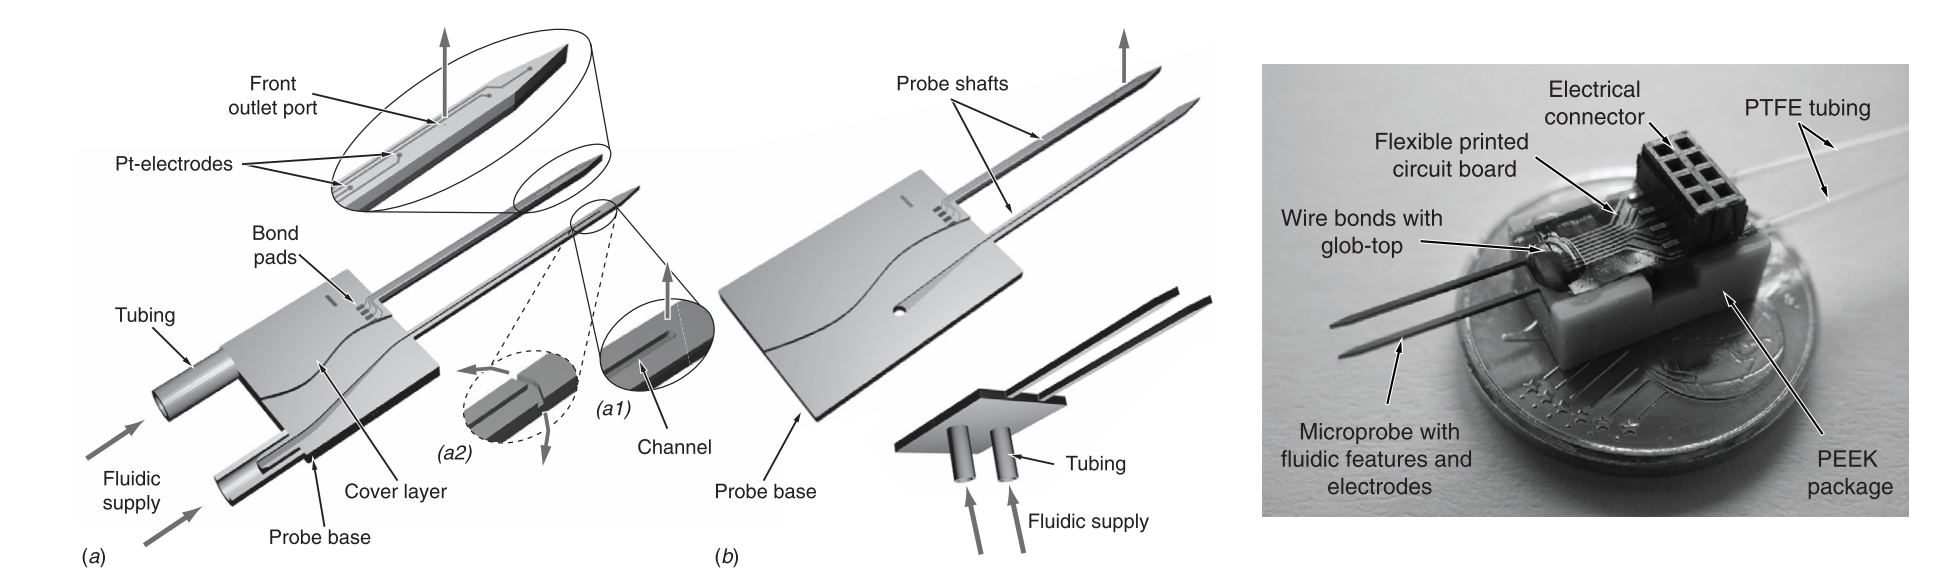 Front
outlet port
Pt-electrodes
Bond
pads
Tubing
Fluidic
supply
Probe base
Cover layer
(a1)
(a2)
Channel
(a)
Probe shafts
Probe base
Tubing
Fluidic supply
(b)
Electrical
connector
PTFE tubing
Flexible printed
circuit board
Wire bonds with
glob-top
Microprobe with
fluidic features and
electrodes
PEEK
package